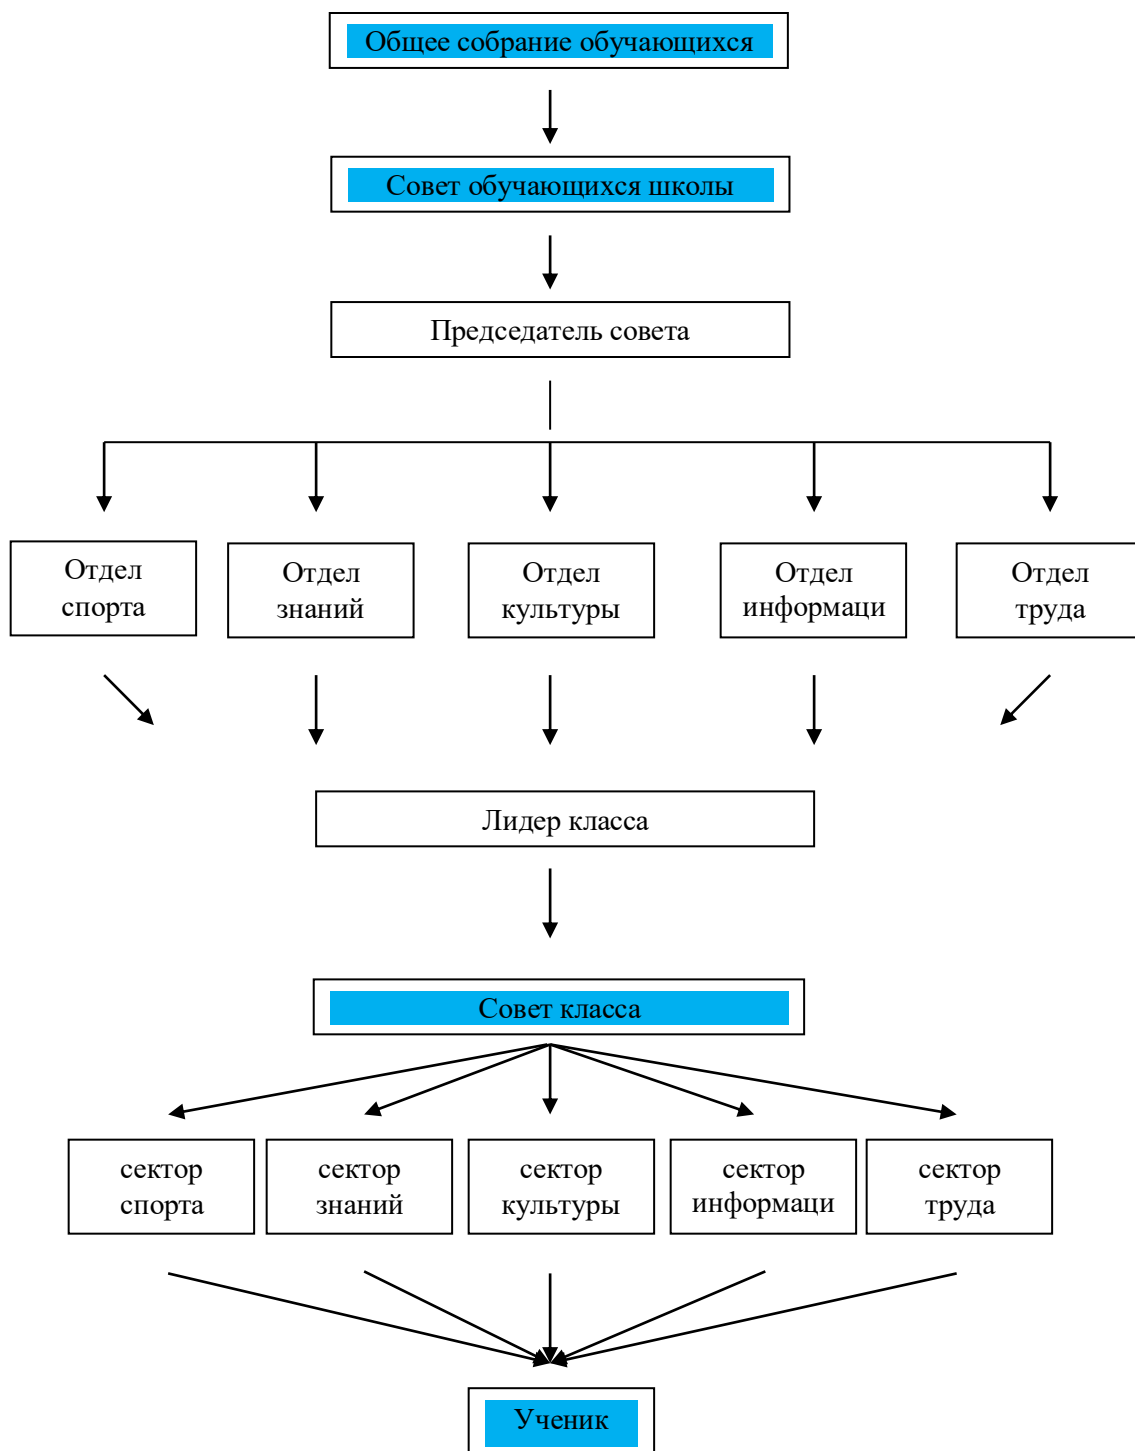 Общее собрание обучающихся
Совет обучающихся школы
Председатель совета
Отдел
спорта
Отдел
знаний
Отдел
культуры
Отдел
информаци
Отдел
труда
Лидер класса
Совет класса
сектор
спорта
сектор
знаний
сектор
культуры
сектор
информаци
сектор
труда
Ученик